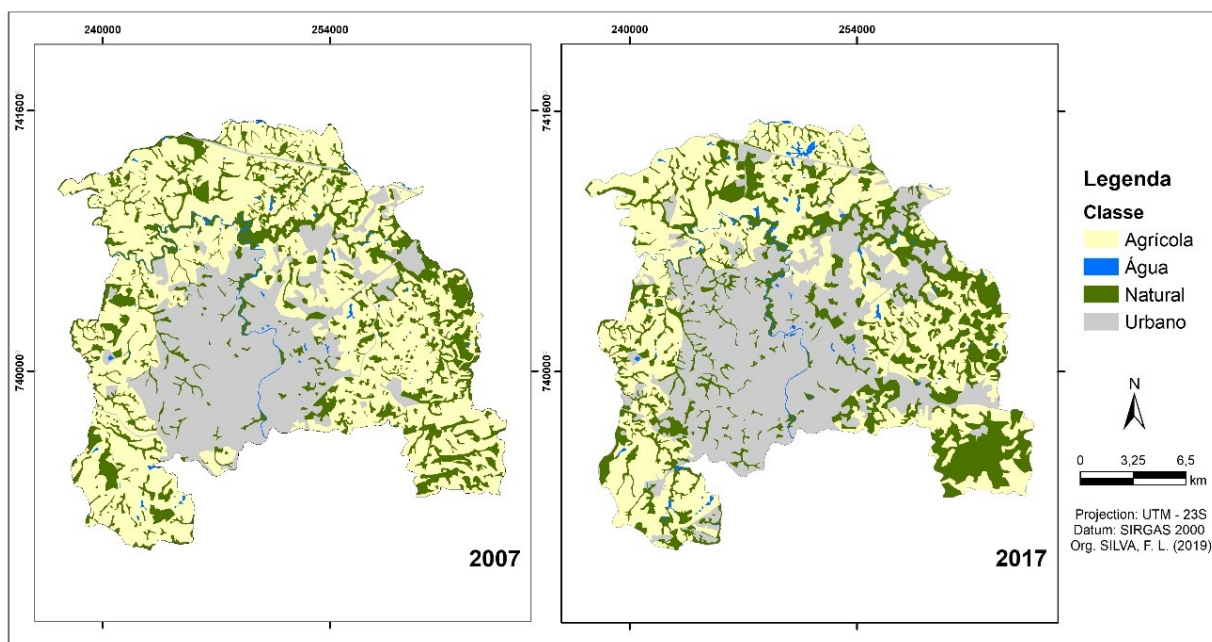 240000 254000
240000 254000
741600
740000
741600
740000
2007
2017
Legenda
Classe
Agrícola
Água
Natural
Urbano
N
0 3,25 6,5
km
Projection: UTM - 23S
Datum: SIRGAS 2000
Org. SILVA, F. L. (2019)